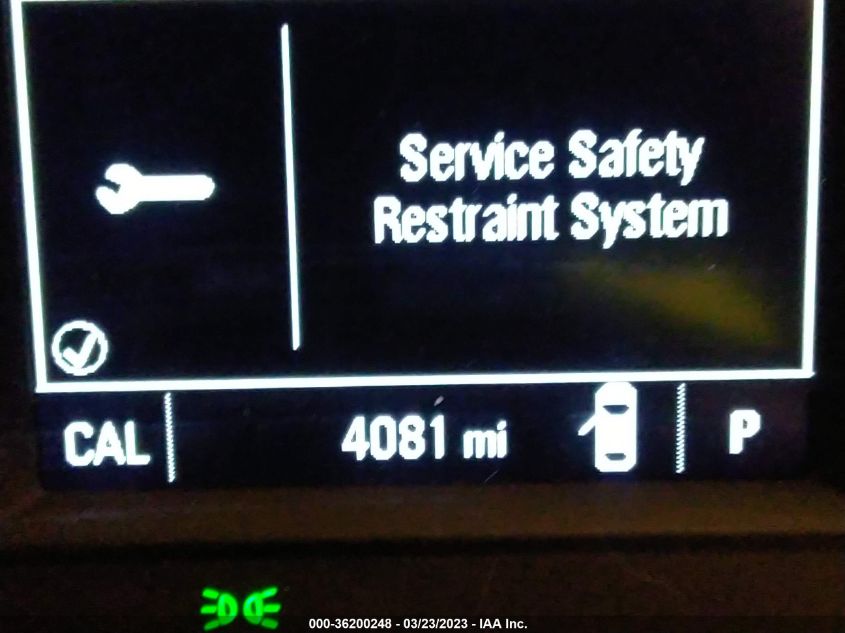 Service Safety
Restraint System
CAL
4081 mi
P
000-36200248 - 03/23/2023 - IAA Inc.